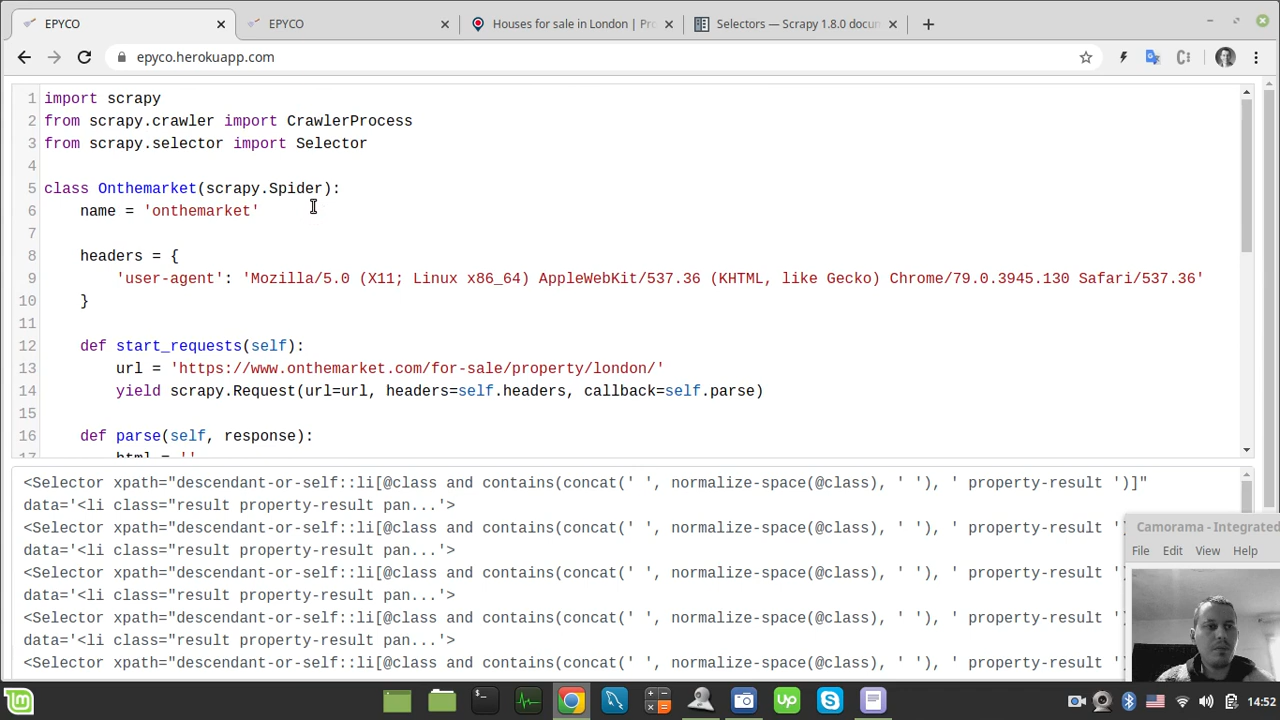 EPYCO
EPYCO
Houses for sale in London | Pr
Selectors — Scrapy 1.8.0 docu
epyco.herokuapp.com
1 import scrapy
2 from scrapy.crawler import CrawlerProcess
3 from scrapy.selector import Selector
4
5 class Onthemarket(scrapy.Spider):
6 name = 'onthemarket'
7
8 headers = {
9 'user-agent': 'Mozilla/5.0 (X11; Linux x86_64) AppleWebKit/537.36 (KHTML, like Gecko) Chrome/79.0.3945.130 Safari/537.36'
10 }
11
12 def start_requests(self):
13 url = 'https://www.onthemarket.com/for-sale/property/london/'
14 yield scrapy.Request(url=url, headers=self.headers, callback=self.parse)
15
16 def parse(self, response):
17 html = ''
<Selector xpath="descendant-or-self::li[@class and contains(concat(' ', normalize-space(@class), ' '), ' property-result ')]"
data='<li class="result property-result pan...'>
<Selector xpath="descendant-or-self::li[@class and contains(concat(' ', normalize-space(@class), ' '), ' property-result ')
data='<li class="result property-result pan...'>
<Selector xpath="descendant-or-self::li[@class and contains(concat(' ', normalize-space(@class), ' '), ' property-result '
data='<li class="result property-result pan...'>
<Selector xpath="descendant-or-self::li[@class and contains(concat(' ', normalize-space(@class), ' '), ' property-result '
data='<li class="result property-result pan...'>
<Selector xpath="descendant-or-self::li[@class and contains(concat(' ', normalize-space(@class), ' '), ' property-result '
Camorama - Integrated
File Edit View Help
Up
14:52